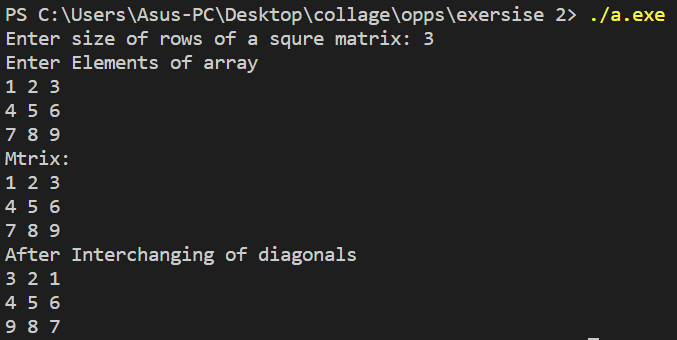 PS C:\Users\Asus-PC\Desktop\collage\opps\exersise 2> ./a.exe
Enter size of rows of a squre matrix: 3
Enter Elements of array
1 2 3
4 5 6
7 8 9
Mtrix:
1 2 3
4 5 6
7 8 9
After Interchanging of diagonals
3 2 1
4 5 6
9 8 7